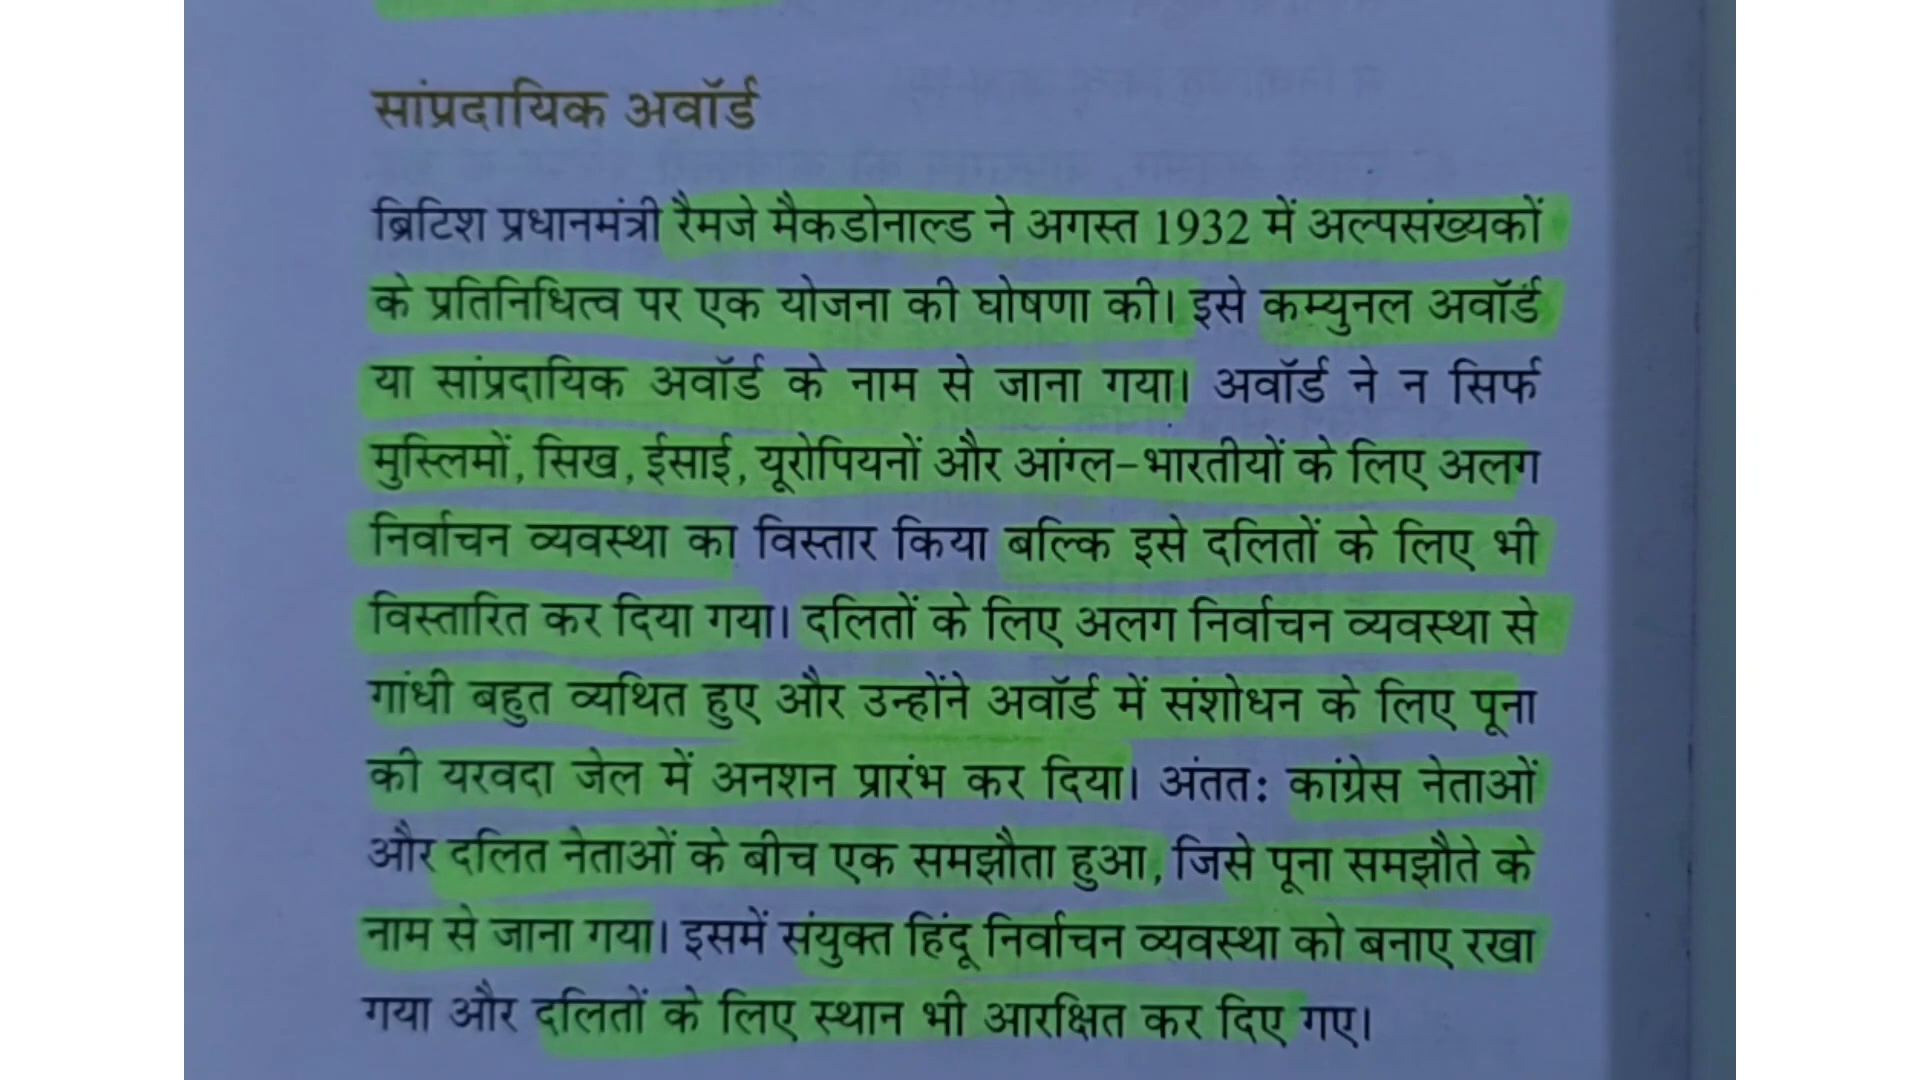 सांप्रदायिक अवॉर्ड
ब्रिटिश प्रधानमंत्री रैमजे मैकडोनाल्ड ने अगस्त 1932 में अल्पसंख्यकों
के प्रतिनिधित्व पर एक योजना की घोषणा की। इसे कम्युनल अवॉर्ड
या सांप्रदायिक अवॉर्ड के नाम से जाना गया। अवॉर्ड ने न सिर्फ
मुस्लिमों, सिख, ईसाई, यूरोपियनों और आंग्ल-भारतीयों के लिए अलग
निर्वाचन व्यवस्था का विस्तार किया बल्कि इसे दलितों के लिए भी
विस्तारित कर दिया गया। दलितों के लिए अलग निर्वाचन व्यवस्था से
गांधी बहुत व्यथित हुए और उन्होंने अवॉर्ड में संशोधन के लिए पूना
की यरवदा जेल में अनशन प्रारंभ कर दिया। अंतत: कांग्रेस नेताओं
और दलित नेताओं के बीच एक समझौता हुआ, जिसे पूना समझौते के
नाम से जाना गया। इसमें संयुक्त हिंदू निर्वाचन व्यवस्था को बनाए रखा
गया और दलितों के लिए स्थान भी आरक्षित कर दिए गए।